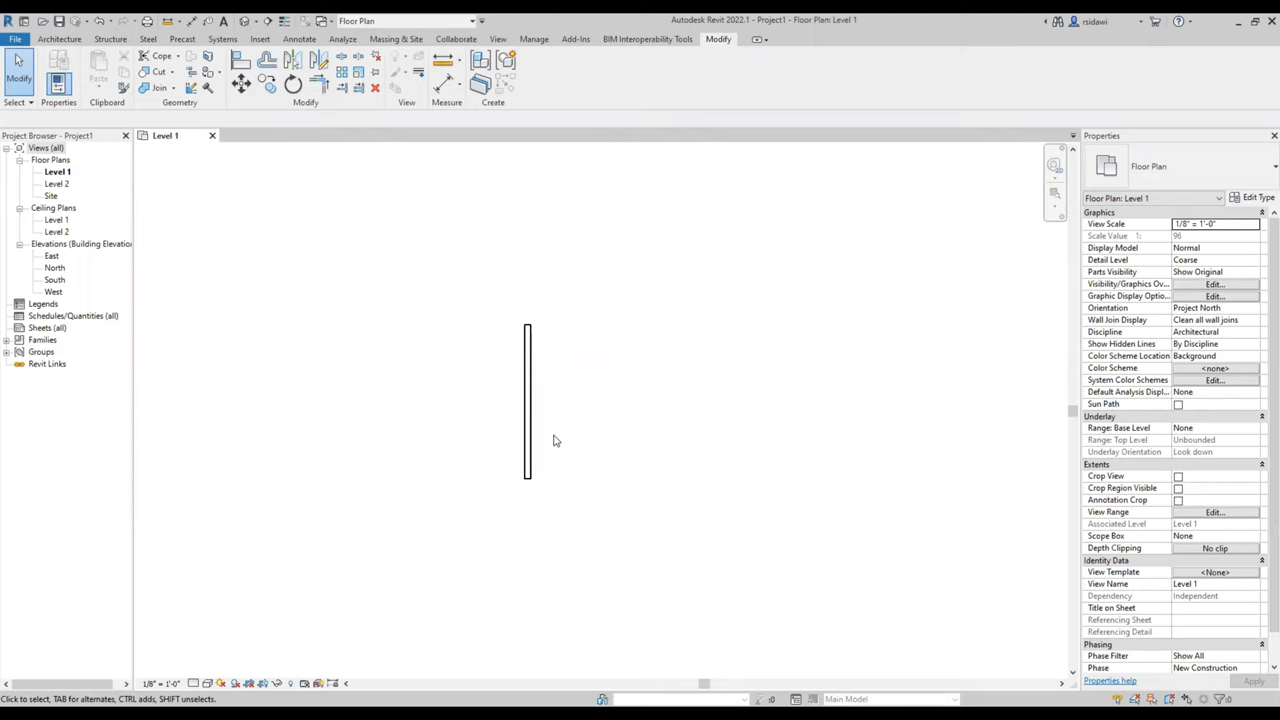 Floor Plan
Autodesk Revit 2022.1 - Project1 - Floor Plan: Level 1
rsidawi
File
Architecture
Structure
Steel
Precast
Systems
Insert
Annotate
Analyze
Massing & Site
Collaborate
View
Manage
Add-Ins
BIM Interoperability Tools
Modify
Modify
Properties
Paste
Cope
Cut
Join
Select
Properties
Clipboard
Geometry
Modify
View
Measure
Create
Project Browser - Project1
Views (all)
Floor Plans
Level 1
Level 2
Site
Ceiling Plans
Level 1
Level 2
Elevations (Building Elevation
East
North
South
West
Legends
Schedules/Quantities (all)
Sheets (all)
Families
Groups
Revit Links
Level 1
Properties
Floor Plan
Floor Plan: Level 1
Edit Type
Graphics
View Scale 1/8" = 1'-0"
Scale Value 1: 96
Display Model Normal
Detail Level Coarse
Parts Visibility Show Original
Visibility/Graphics Ov... Edit...
Graphic Display Optio... Edit...
Orientation Project North
Wall Join Display Clean all wall joins
Discipline Architectural
Show Hidden Lines By Discipline
Color Scheme Location Background
Color Scheme <none>
System Color Schemes Edit...
Default Analysis Displ... None
Sun Path
Underlay
Range: Base Level None
Range: Top Level Unbounded
Underlay Orientation Look down
Extents
Crop View
Crop Region Visible
Annotation Crop
View Range Edit...
Associated Level Level 1
Scope Box None
Depth Clipping No clip
Identity Data
View Template <None>
View Name Level 1
Dependency Independent
Title on Sheet
Referencing Sheet
Referencing Detail
Phasing
Phase Filter Show All
Phase New Construction
Properties help
Apply
1/8" = 1'-0"
Click to select, TAB for alternates, CTRL adds, SHIFT unselects.
:0
Main Model
:0